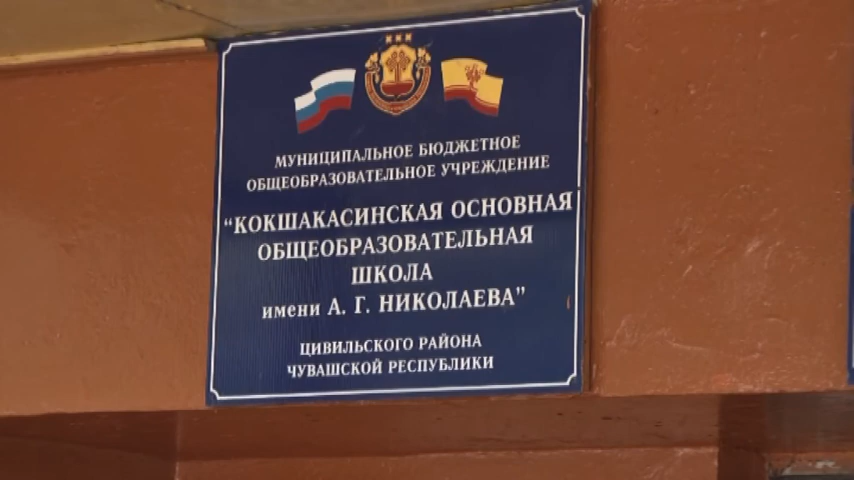 МУНИЦИПАЛЬНОЕ БЮДЖЕТНОЕ
ОБЩЕОБРАЗОВАТЕЛЬНОЕ УЧРЕЖДЕНИЕ
“КОКШАКАСИНСКАЯ ОСНОВНАЯ
ОБЩЕОБРАЗОВАТЕЛЬНАЯ
ШКОЛА
имени А. Г. НИКОЛАЕВА”
ЦИВИЛЬСКОГО РАЙОНА
ЧУВАШСКОЙ РЕСПУБЛИКИ